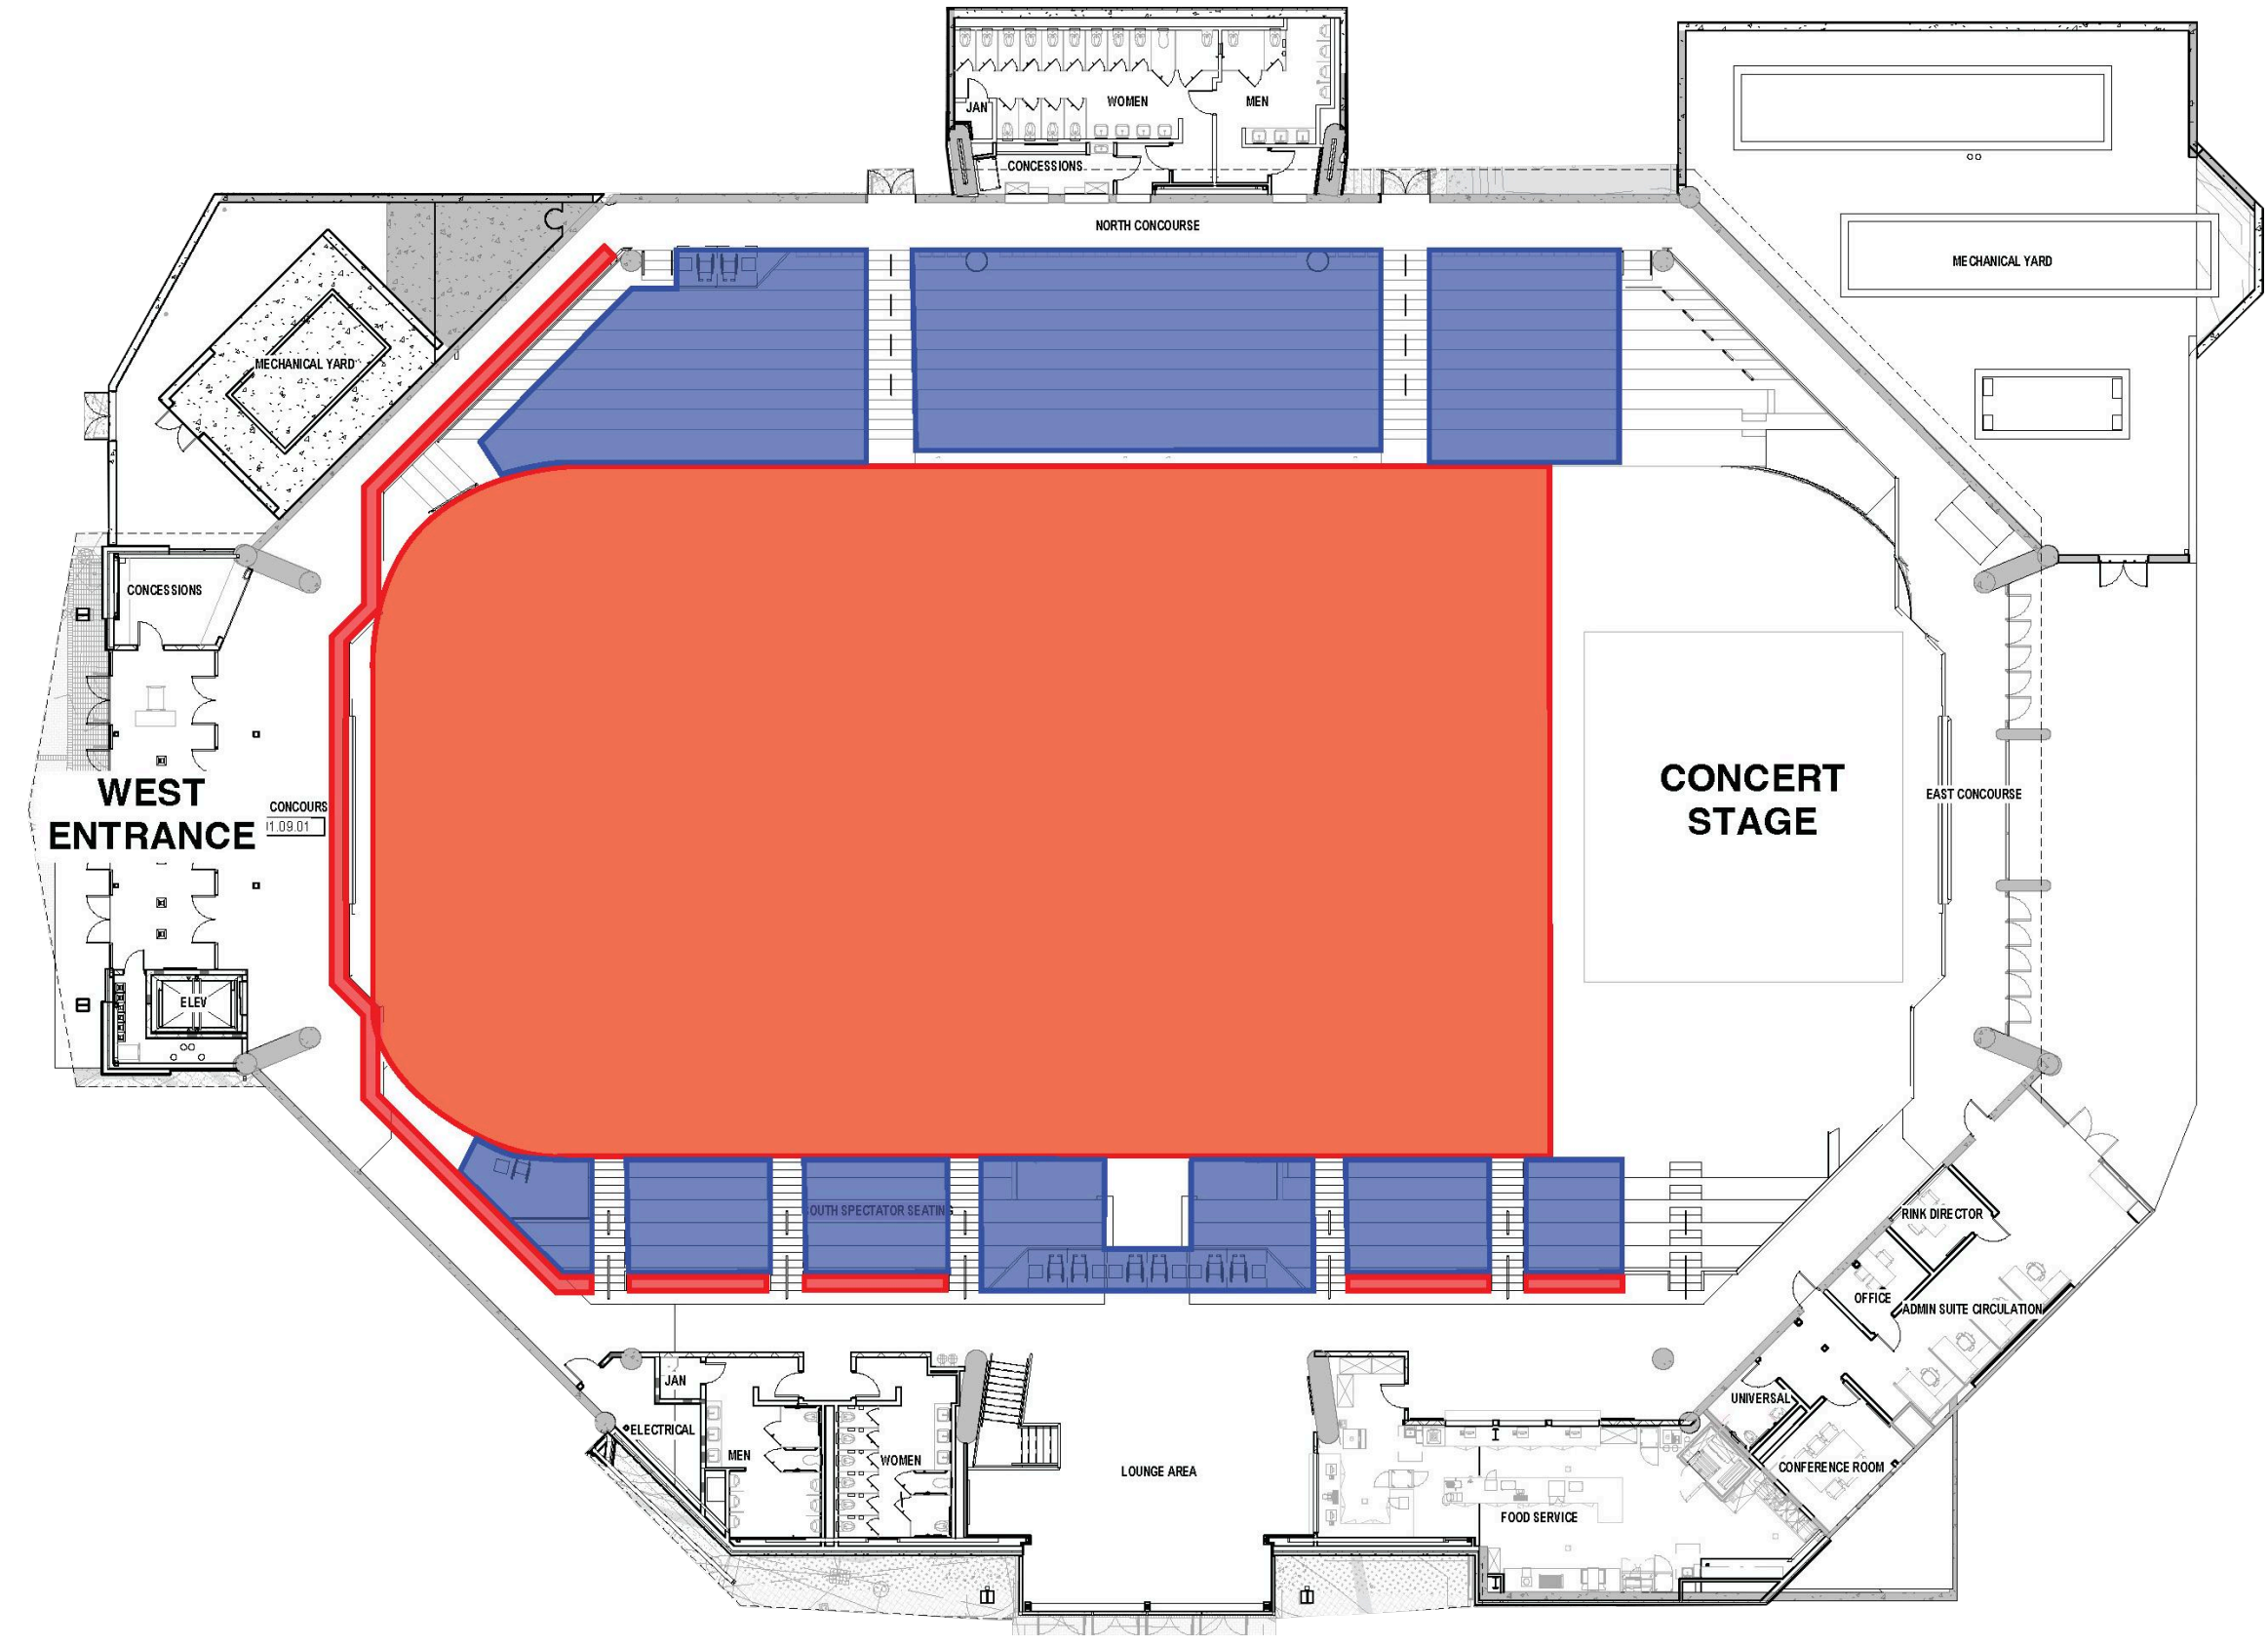 WOMEN
MEN
JAN
CONCESSIONS
NORTH CONCOURSE
MECHANICAL YARD
MECHANICAL YARD
CONCESSIONS
WEST
ENTRANCE
CONCOURS
01.09.01
CONCERT
STAGE
EAST CONCOURSE
ELEV
OUTH SPECTATOR SEATING
RINK DIRECTOR
OFFICE
ADMIN SUITE CIRCULATION
JAN
ELECTRICAL
MEN
WOMEN
LOUNGE AREA
UNIVERSAL
CONFERENCE ROOM
FOOD SERVICE